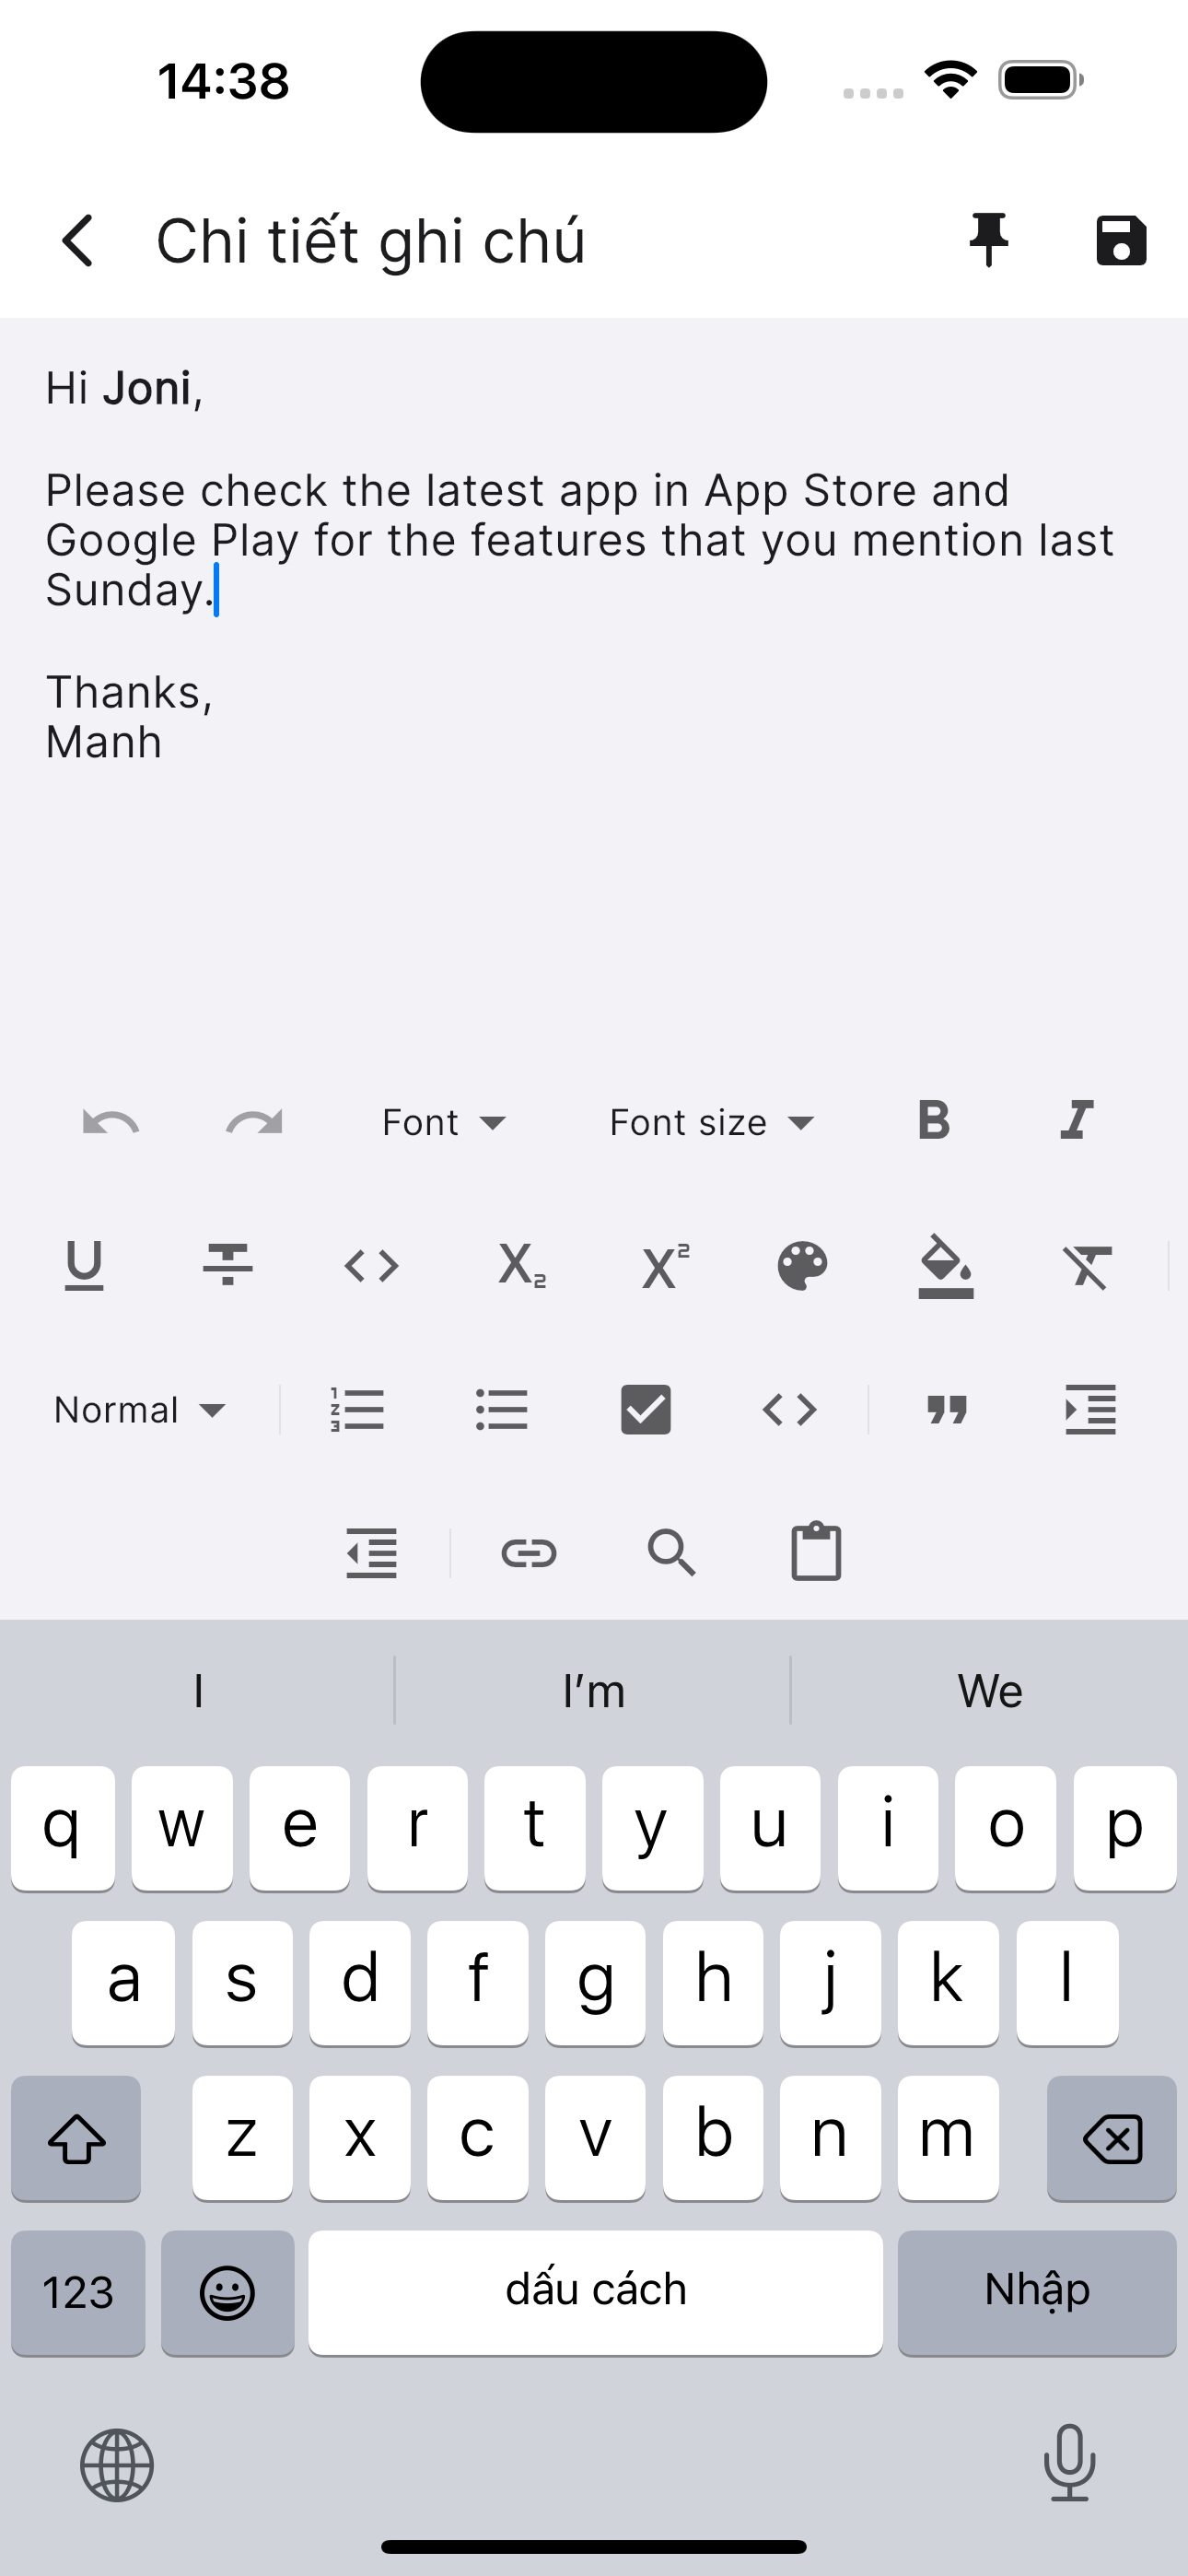 14:38
Chi tiết ghi chú
Hi Joni,
Please check the latest app in App Store and
Google Play for the features that you mention last
Sunday.
Thanks,
Manh
Font
Font size
B I
U X₂ X²
Normal
I I’m We
q w e r t y u i o p
a s d f g h j k l
z x c v b n m
123 dấu cách Nhập